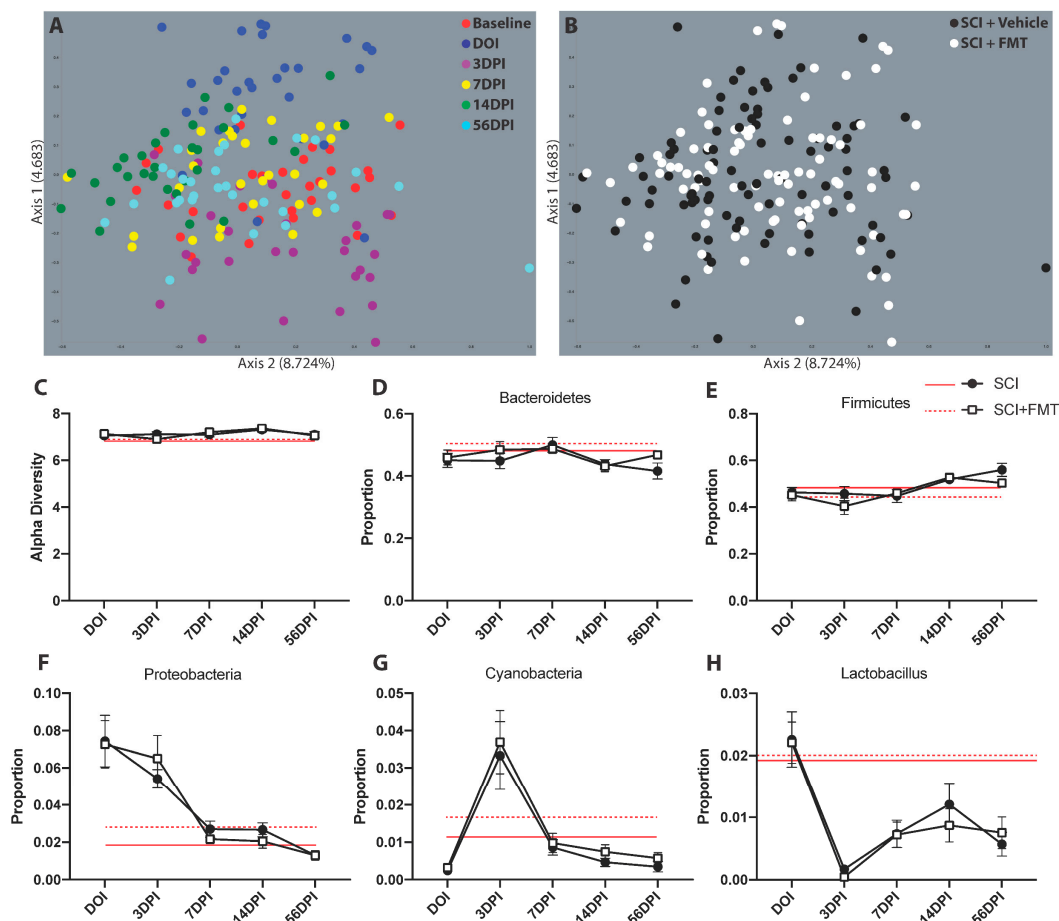 A
Baseline
DOI
3DPI
7DPI
14DPI
56DPI
Axis 1 (4.683)
Axis 2 (8.724%)
B
SCI + Vehicle
SCI + FMT
Axis 1 (4.683)
Axis 2 (8.724%)
C
8
6
4
2
0
Alpha Diversity
DOI
3DPI
7DPI
14DPI
56DPI
D
Bacteroidetes
0.6
0.4
0.2
0.0
Proportion
DOI
3DPI
7DPI
14DPI
56DPI
E
Firmicutes
SCI
SCI+FMT
0.8
0.6
0.4
0.2
0.0
Proportion
DOI
3DPI
7DPI
14DPI
56DPI
F
Proteobacteria
0.10
0.08
0.06
0.04
0.02
0.00
Proportion
DOI
3DPI
7DPI
14DPI
56DPI
G
Cyanobacteria
0.05
0.04
0.03
0.02
0.01
0.00
Proportion
DOI
3DPI
7DPI
14DPI
56DPI
H
Lactobacillus
0.03
0.02
0.01
0.00
Proportion
DOI
3DPI
7DPI
14DPI
56DPI